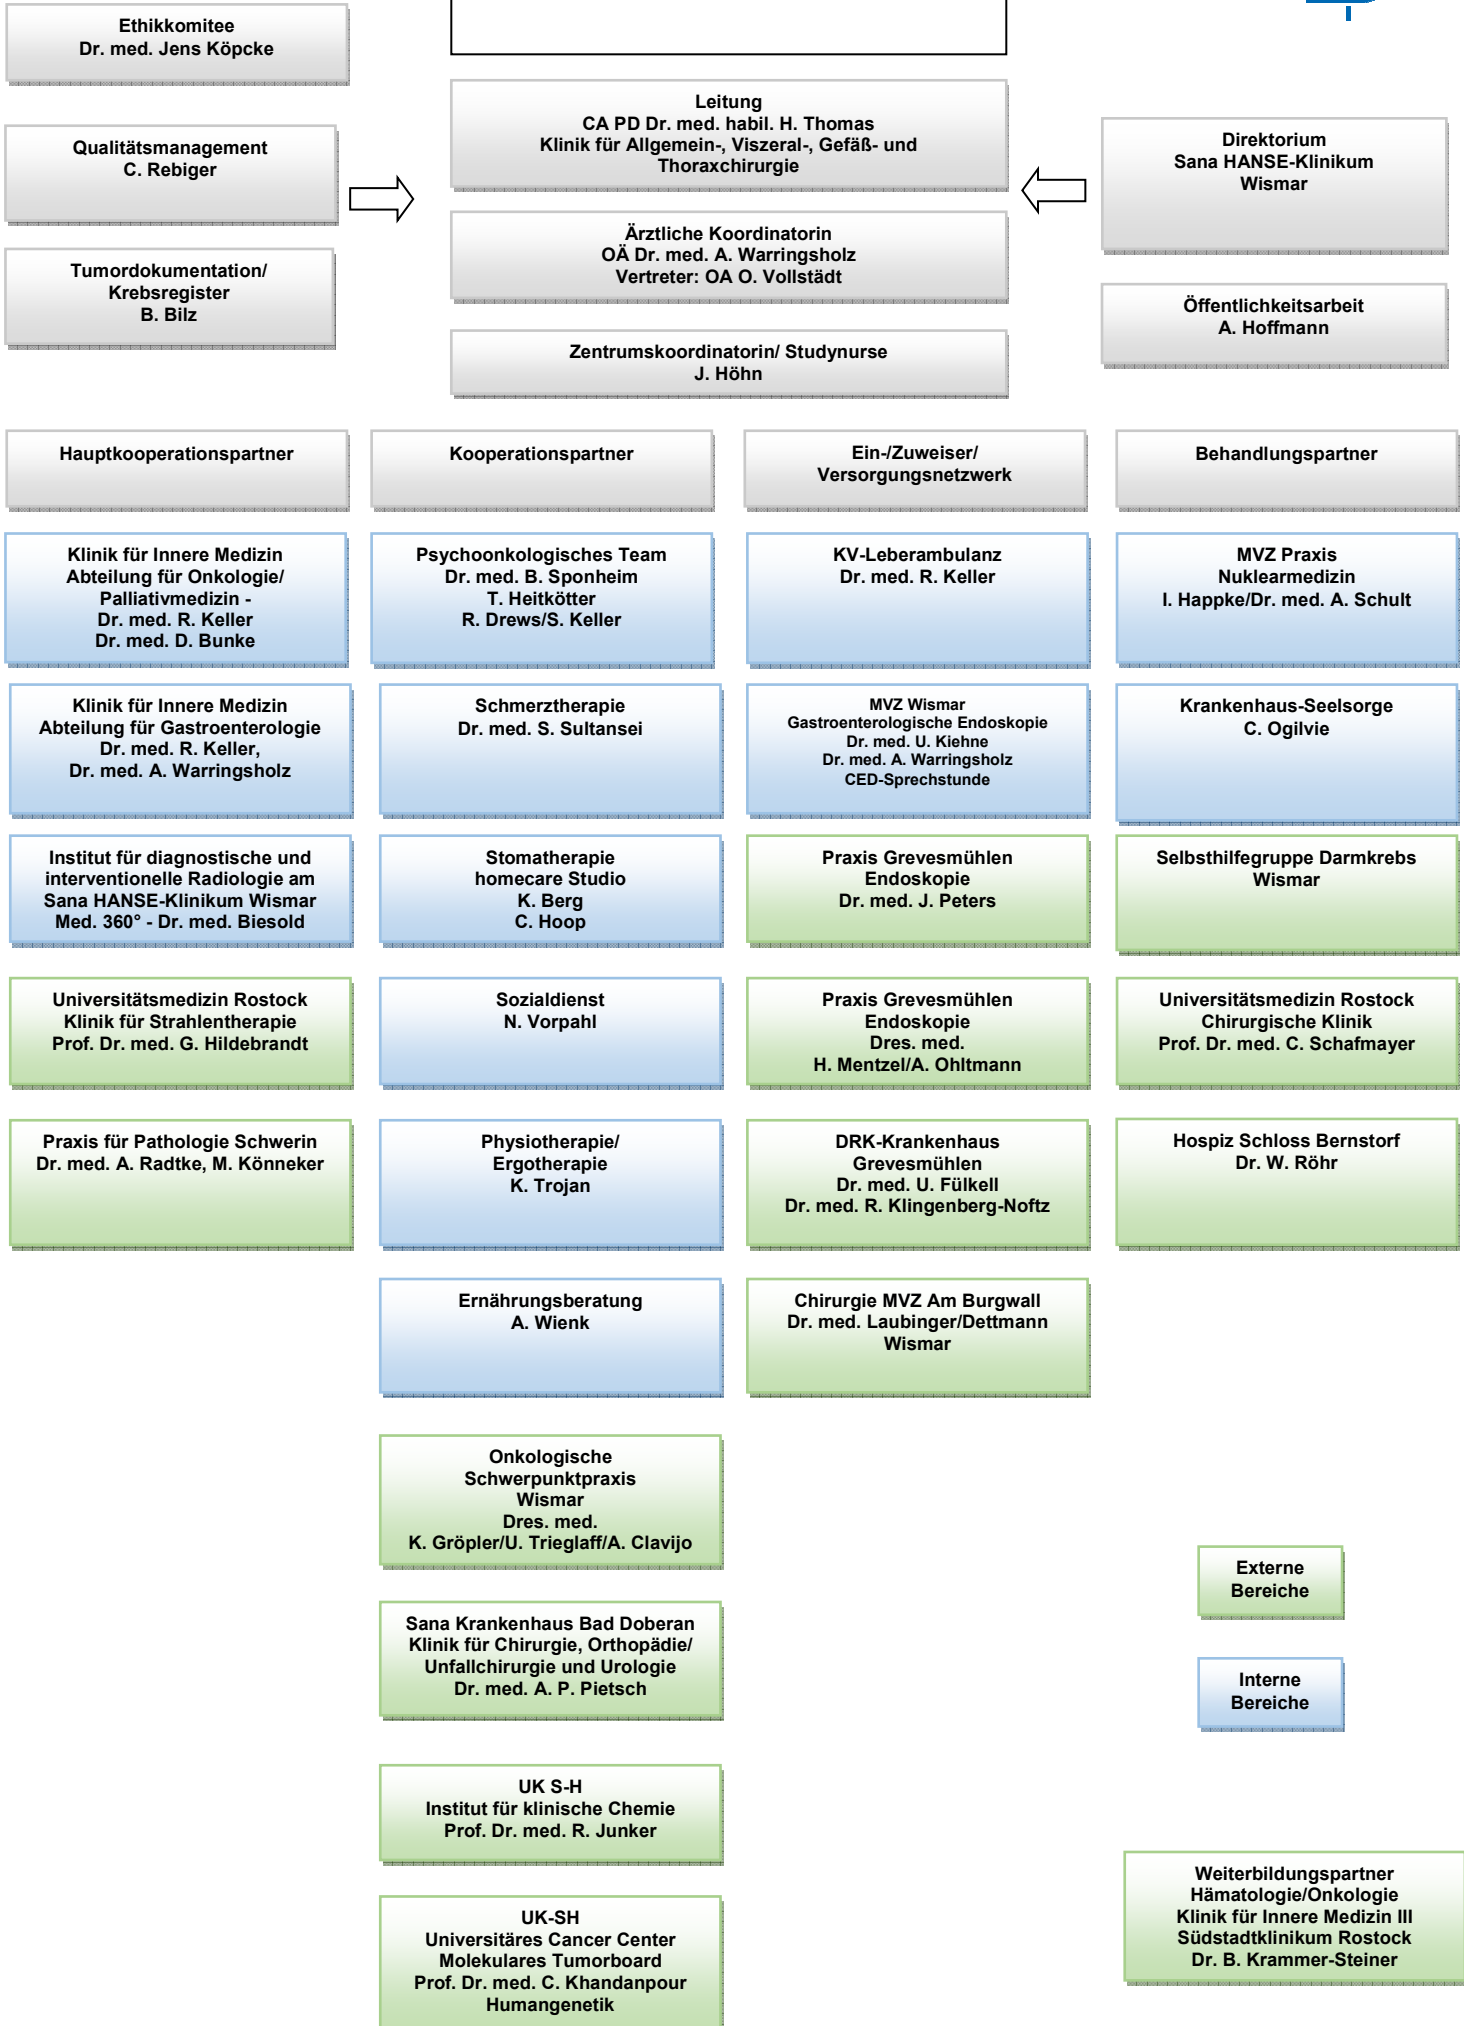 Ethikkomitee
Dr. med. Jens Köpcke
Leitung
CA PD Dr. med. habil. H. Thomas
Klinik für Allgemein-, Viszeral-, Gefäß- und
Thoraxchirurgie
Qualitätsmanagement
C. Rebiger
Direktorium
Sana HANSE-Klinikum
Wismar
Ärztliche Koordinatorin
OÄ Dr. med. A. Warringsholz
Vertreter: OA O. Vollstädt
Tumordokumentation/
Krebsregister
B. Bilz
Öffentlichkeitsarbeit
A. Hoffmann
Zentrumskoordinatorin/ Studynurse
J. Höhn
Hauptkooperationspartner
Kooperationspartner
Ein-/Zuweiser/
Versorgungsnetzwerk
Behandlungspartner
Klinik für Innere Medizin
Abteilung für Onkologie/
Palliativmedizin -
Dr. med. R. Keller
Dr. med. D. Bunke
Psychoonkologisches Team
Dr. med. B. Sponheim
T. Heitkötter
R. Drews/S. Keller
KV-Leberambulanz
Dr. med. R. Keller
MVZ Praxis
Nuklearmedizin
I. Happke/Dr. med. A. Schult
Klinik für Innere Medizin
Abteilung für Gastroenterologie
Dr. med. R. Keller,
Dr. med. A. Warringsholz
Schmerztherapie
Dr. med. S. Sultansei
MVZ Wismar
Gastroenterologische Endoskopie
Dr. med. U. Kiehne
Dr. med. A. Warringsholz
CED-Sprechstunde
Krankenhaus-Seelsorge
C. Ogilvie
Institut für diagnostische und
interventionelle Radiologie am
Sana HANSE-Klinikum Wismar
Med. 360° - Dr. med. Biesold
Stomatherapie
homecare Studio
K. Berg
C. Hoop
Praxis Grevesmühlen
Endoskopie
Dr. med. J. Peters
Selbsthilfegruppe Darmkrebs
Wismar
Universitätsmedizin Rostock
Klinik für Strahlentherapie
Prof. Dr. med. G. Hildebrandt
Sozialdienst
N. Vorpahl
Praxis Grevesmühlen
Endoskopie
Dres. med.
H. Mentzel/A. Ohltmann
Universitätsmedizin Rostock
Chirurgische Klinik
Prof. Dr. med. C. Schafmayer
Praxis für Pathologie Schwerin
Dr. med. A. Radtke, M. Könneker
Physiotherapie/
Ergotherapie
K. Trojan
DRK-Krankenhaus
Grevesmühlen
Dr. med. U. Fülkell
Dr. med. R. Klingenberg-Noftz
Hospiz Schloss Bernstorf
Dr. W. Röhr
Ernährungsberatung
A. Wienk
Chirurgie MVZ Am Burgwall
Dr. med. Laubinger/Dettmann
Wismar
Onkologische
Schwerpunktpraxis
Wismar
Dres. med.
K. Gröpler/U. Trieglaff/A. Clavijo
Externe
Bereiche
Sana Krankenhaus Bad Doberan
Klinik für Chirurgie, Orthopädie/
Unfallchirurgie und Urologie
Dr. med. A. P. Pietsch
Interne
Bereiche
UK S-H
Institut für klinische Chemie
Prof. Dr. med. R. Junker
Weiterbildungspartner
Hämatologie/Onkologie
Klinik für Innere Medizin III
Südstadtklinikum Rostock
Dr. B. Krammer-Steiner
UK-SH
Universitäres Cancer Center
Molekulares Tumorboard
Prof. Dr. med. C. Khandanpour
Humangenetik